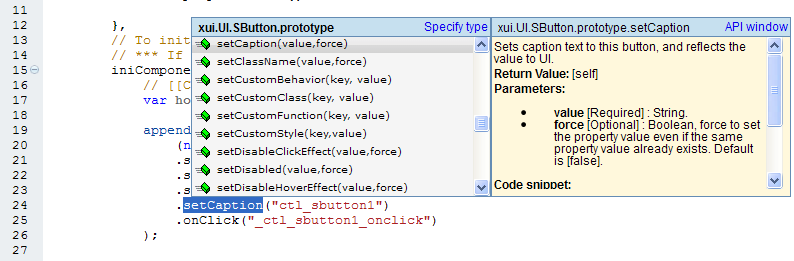 11
12 },
13 // To init
14 // *** If
15 iniCompone
16 // [[C
17 var ho
18
19 append
20 (n
21 .s
22 .s
23 .s
24 .setCaption("ctl_sbutton1")
25 .onClick("_ctl_sbutton1_onclick")
26 );
27
xui.UI.SButton.prototype Specify type
setCaption(value,force)
setClassName(value,force)
setCustomBehavior(key, value)
setCustomClass(key, value)
setCustomFunction(key, value)
setCustomStyle(key,value)
setDisableClickEffect(value,force)
setDisabled(value,force)
setDisableHoverEffect(value,force)
xui.UI.SButton.prototype.setCaption API window
Sets caption text to this button, and reflects the
value to UI.
Return Value: [self]
Parameters:
• value [Required] : String.
• force [Optional] : Boolean, force to set
the property value even if the same
property value already exists. Default
is [false].
Code snippet: